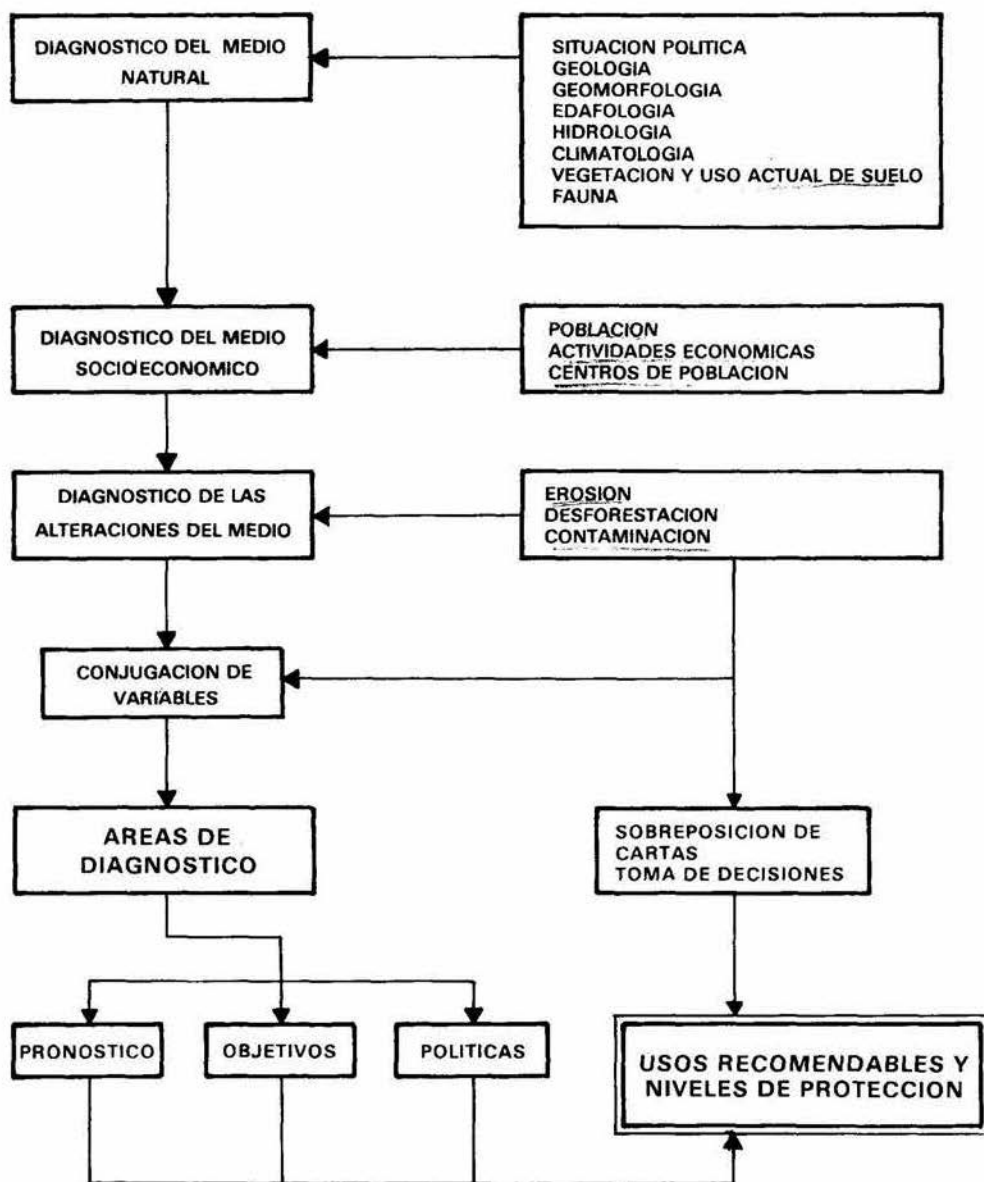 DIAGNOSTICO DEL MEDIO
NATURAL
SITUACION POLITICA
GEOLOGIA
GEOMORFOLOGIA
EDAFOLOGIA
HIDROLOGIA
CLIMATOLOGIA
VEGETACION Y USO ACTUAL DE SUELO
FAUNA
DIAGNOSTICO DEL MEDIO
SOCIOECONOMICO
POBLACION
ACTIVIDADES ECONOMICAS
CENTROS DE POBLACION
DIAGNOSTICO DE LAS
ALTERACIONES DEL MEDIO
EROSION
DESFORESTACION
CONTAMINACION
CONJUGACION DE
VARIABLES
AREAS DE
DIAGNOSTICO
SOBREPOSICION DE
CARTAS
TOMA DE DECISIONES
PRONOSTICO
OBJETIVOS
POLITICAS
USOS RECOMENDABLES Y
NIVELES DE PROTECCION